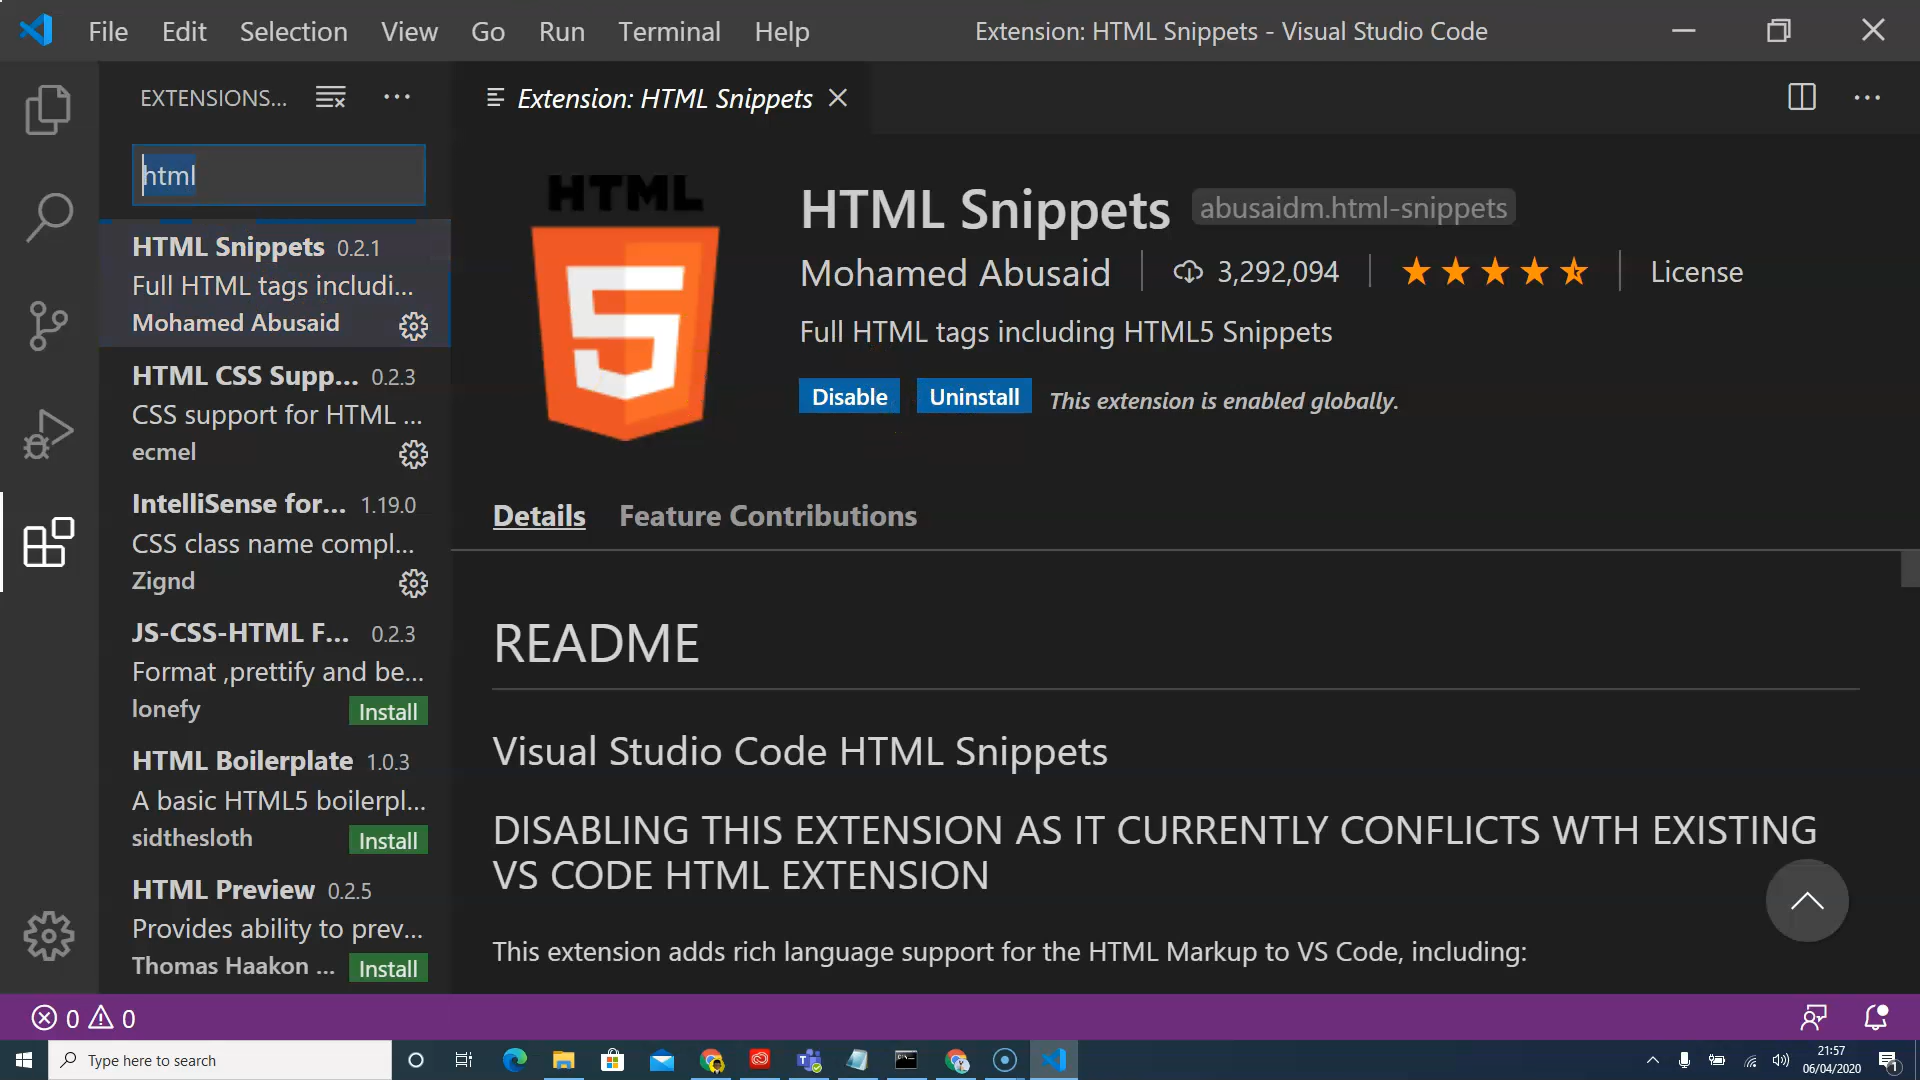 File Edit Selection View Go Run Terminal Help
Extension: HTML Snippets - Visual Studio Code
EXTENSIONS...
Extension: HTML Snippets
html
HTML Snippets 0.2.1
Full HTML tags includi...
Mohamed Abusaid
HTML CSS Supp... 0.2.3
CSS support for HTML ...
ecmel
IntelliSense for... 1.19.0
CSS class name compl...
Zignd
JS-CSS-HTML F... 0.2.3
Format ,prettify and be...
lonefy Install
HTML Boilerplate 1.0.3
A basic HTML5 boilerpl...
sidthesloth Install
HTML Preview 0.2.5
Provides ability to prev...
Thomas Haakon ... Install
HTML
5
HTML Snippets abusaidm.html-snippets
Mohamed Abusaid 3,292,094 License
Full HTML tags including HTML5 Snippets
Disable Uninstall This extension is enabled globally.
Details Feature Contributions
README
Visual Studio Code HTML Snippets
DISABLING THIS EXTENSION AS IT CURRENTLY CONFLICTS WTH EXISTING
VS CODE HTML EXTENSION
This extension adds rich language support for the HTML Markup to VS Code, including:
0 0
Type here to search
21:57
06/04/2020
1